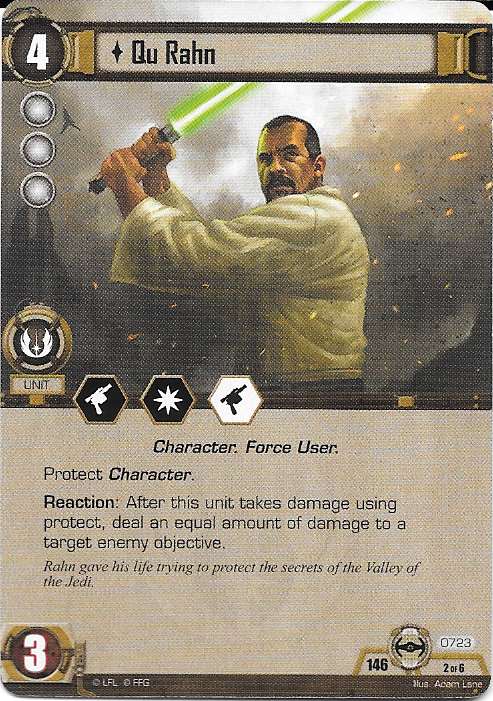 4
Qu Rahn
UNIT
Character. Force User.
Protect Character.
Reaction: After this unit takes damage using
protect, deal an equal amount of damage to a
target enemy objective.
Rahn gave his life trying to protect the secrets of the Valley of
the Jedi.
3
0723
146
2 OF 6
© LFL © FFG
Illus. Adam Lane